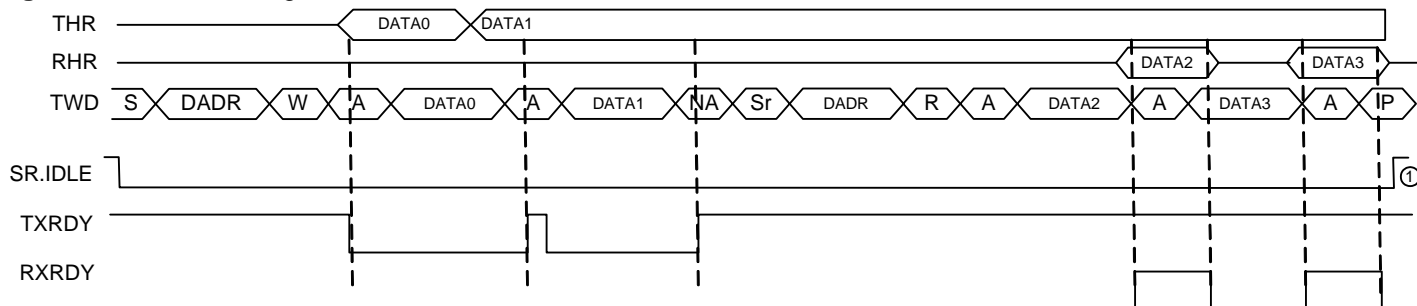 THR DATA0 DATA1
RHR DATA2 DATA3
TWD S DADR W A DATA0 A DATA1 NA Sr DADR R A DATA2 A DATA3 A P
SR.IDLE 1
TXRDY
RXRDY